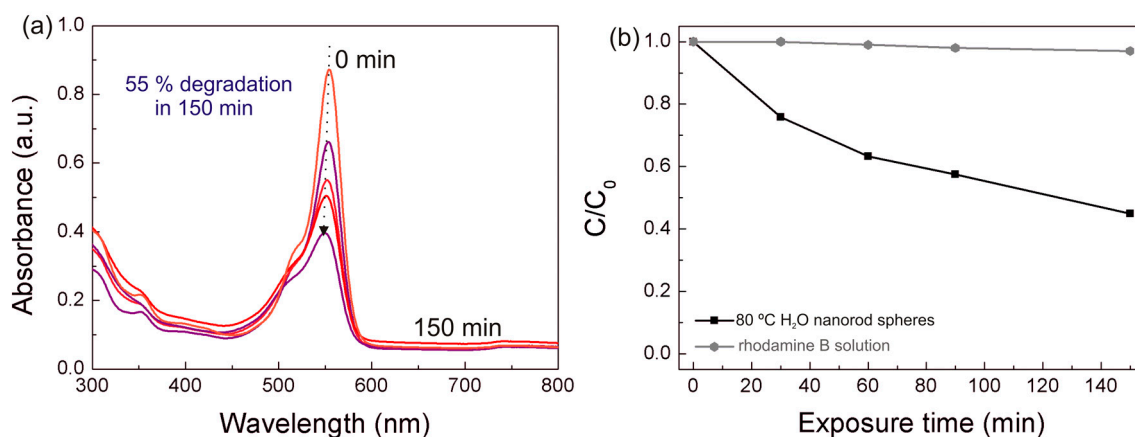 (a)
1.0
0.8
0.6
0.4
0.2
0.0
Absorbance (a.u.)
55 % degradation
in 150 min
0 min
150 min
300 400 500 600 700 800
Wavelength (nm)
(b)
1.0
0.8
0.6
0.4
0.2
0.0
C/C₀
80 ºC H₂O nanorod spheres
rhodamine B solution
0 20 40 60 80 100 120 140
Exposure time (min)